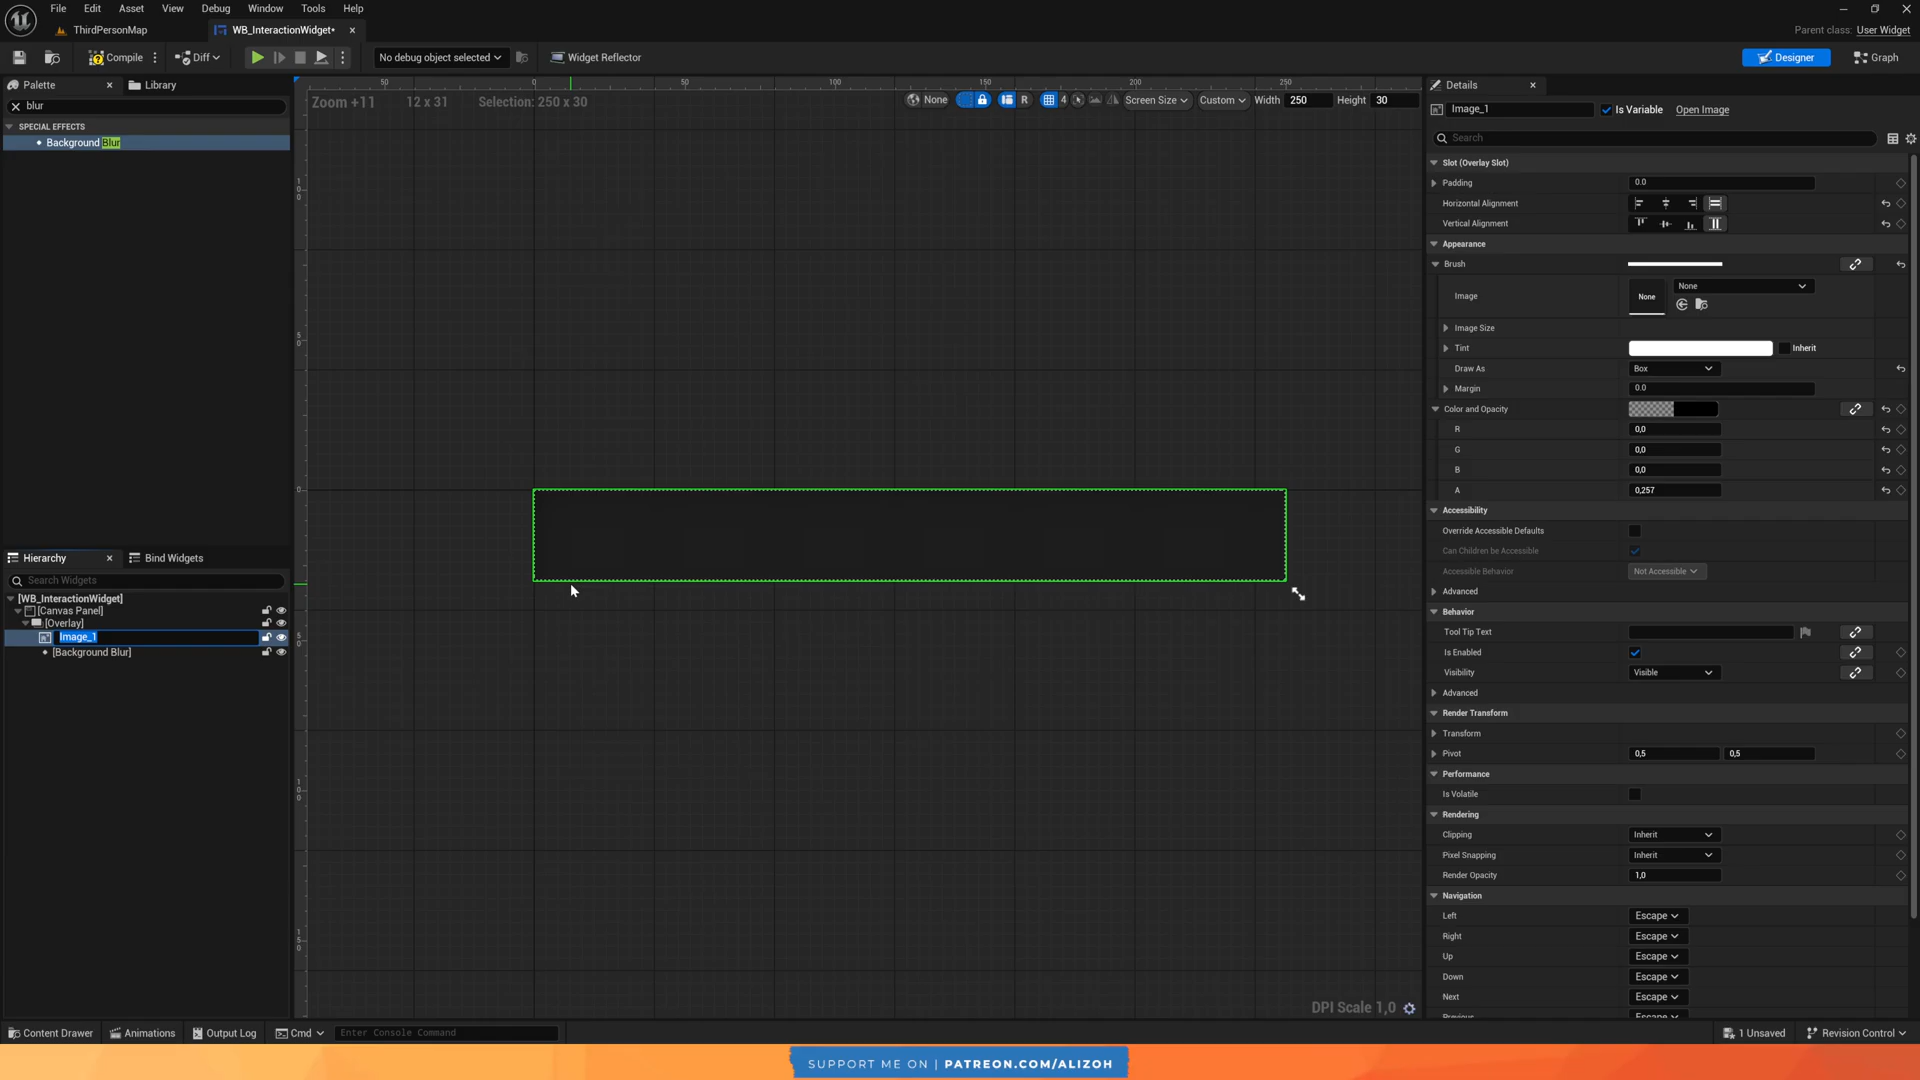 File Edit Asset View Debug Window Tools Help
ThirdPersonMap WB_InteractionWidget* Parent class: User Widget
Compile Diff No debug object selected Widget Reflector Designer Graph
Palette Library
blur
SPECIAL EFFECTS
Background Blur
50 0 50 100 150 200 250
Zoom +11 12 x 31 Selection: 250 x 30 None R 4 Screen Size Custom Width 250 Height 30
Details
Image_1 Is Variable Open Image
Search
Slot (Overlay Slot)
Padding 0.0
Horizontal Alignment
Vertical Alignment
Appearance
Brush
Image None None
Image Size
Tint Inherit
Draw As Box
Margin 0.0
Color and Opacity
R 0,0
G 0,0
B 0,0
A 0,257
Accessibility
Override Accessible Defaults
Can Children be Accessible
Accessible Behavior Not Accessible
Advanced
Behavior
Tool Tip Text
Is Enabled
Visibility Visible
Advanced
Render Transform
Transform
Pivot 0,5 0,5
Performance
Is Volatile
Rendering
Clipping Inherit
Pixel Snapping Inherit
Render Opacity 1,0
Navigation
Left Escape
Right Escape
Up Escape
Down Escape
Next Escape
Hierarchy Bind Widgets
Search Widgets
[WB_InteractionWidget]
[Canvas Panel]
[Overlay]
Image_1
[Background Blur]
DPI Scale 1,0
Content Drawer Animations Output Log Cmd Enter Console Command 1 Unsaved Revision Control
SUPPORT ME ON | PATREON.COM/ALIZOH